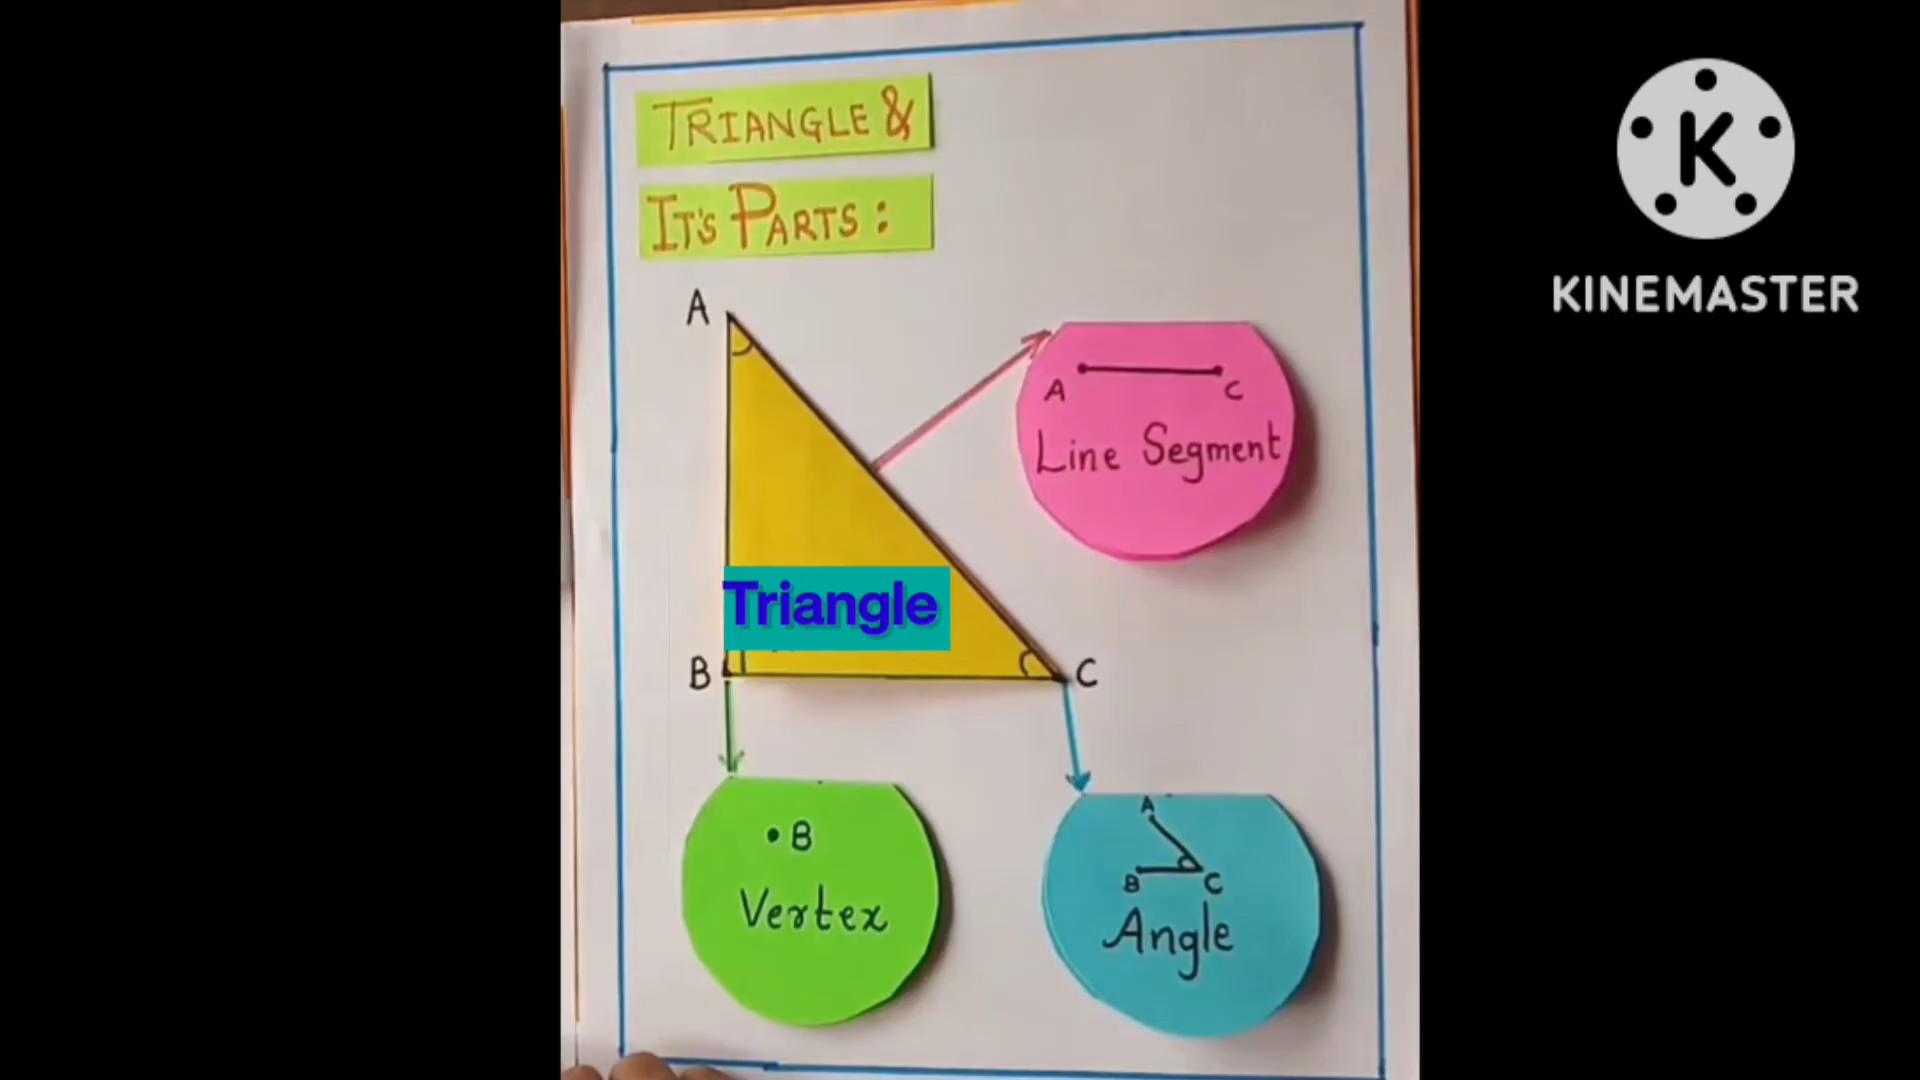 TRIANGLE &
IT'S PARTS :
A
A C
Line Segment
Triangle
B C
B
Vertex
A
B C
Angle
K
KINEMASTER